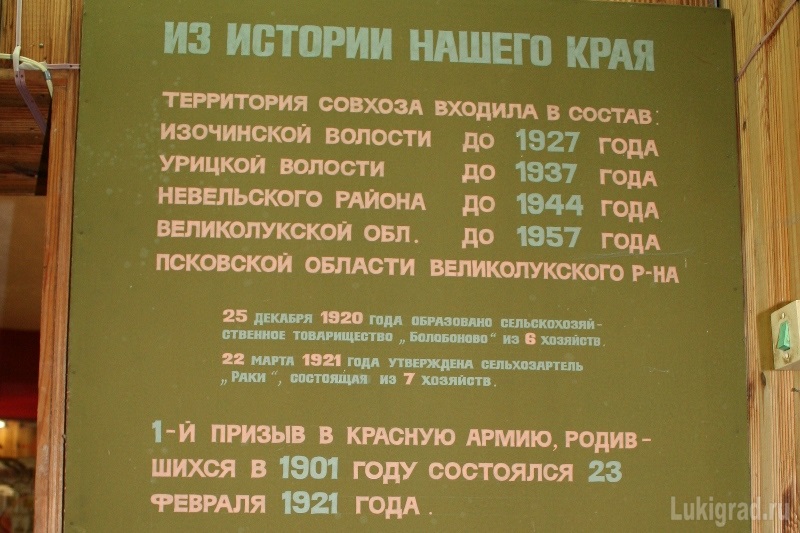 ИЗ ИСТОРИИ НАШЕГО КРАЯ
ТЕРРИТОРИЯ СОВХОЗА ВХОДИЛА В СОСТАВ:
ИЗОЧИНСКОЙ ВОЛОСТИ ДО 1927 ГОДА
УРИЦКОЙ ВОЛОСТИ ДО 1937 ГОДА
НЕВЕЛЬСКОГО РАЙОНА ДО 1944 ГОДА
ВЕЛИКОЛУКСКОЙ ОБЛ. ДО 1957 ГОДА
ПСКОВСКОЙ ОБЛАСТИ ВЕЛИКОЛУКСКОГО Р-НА
25 ДЕКАБРЯ 1920 ГОДА ОБРАЗОВАНО СЕЛЬСКОХОЗЯЙ-
СТВЕННОЕ ТОВАРИЩЕСТВО „Болобоново" ИЗ 6 ХОЗЯЙСТВ.
22 МАРТА 1921 ГОДА УТВЕРЖДЕНА СЕЛЬХОЗАРТЕЛЬ
„Раки", СОСТОЯЩАЯ ИЗ 7 ХОЗЯЙСТВ.
1-Й ПРИЗЫВ В КРАСНУЮ АРМИЮ, РОДИВ-
ШИХСЯ В 1901 ГОДУ СОСТОЯЛСЯ 23
ФЕВРАЛЯ 1921 ГОДА.
Lukigrad.ru